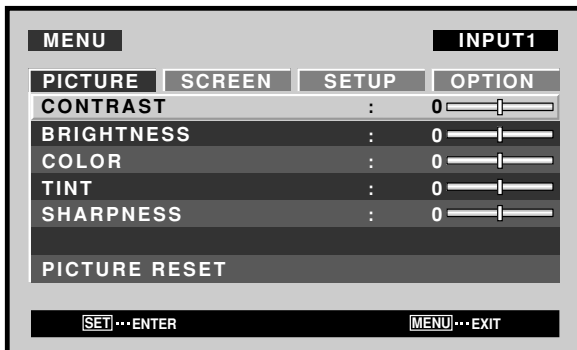 MENU INPUT1
PICTURE SCREEN SETUP OPTION
CONTRAST : 0
BRIGHTNESS : 0
COLOR : 0
TINT : 0
SHARPNESS : 0
PICTURE RESET
SET ··· ENTER MENU ··· EXIT